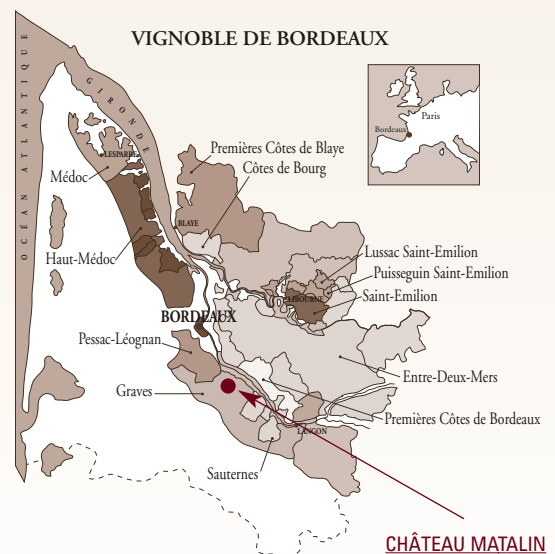 VIGNOBLE DE BORDEAUX
OCÉAN ATLANTIQUE
GIRONDE
Paris
Bordeaux
LESPARRE
Médoc
Premières Côtes de Blaye
Côtes de Bourg
BLAYE
Haut-Médoc
Lussac Saint-Emilion
Puisseguin Saint-Emilion
LIBOURNE
Saint-Emilion
BORDEAUX
Pessac-Léognan
Entre-Deux-Mers
Graves
Premières Côtes de Bordeaux
LANGON
Sauternes
CHÂTEAU MATALIN